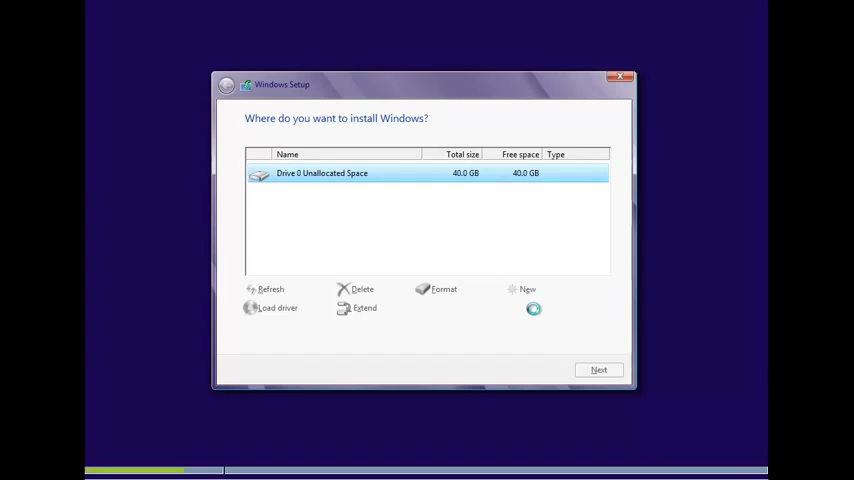 Windows Setup
Where do you want to install Windows?
Name Total size Free space Type
Drive 0 Unallocated Space 40.0 GB 40.0 GB
Refresh Delete Format New
Load driver Extend
Next